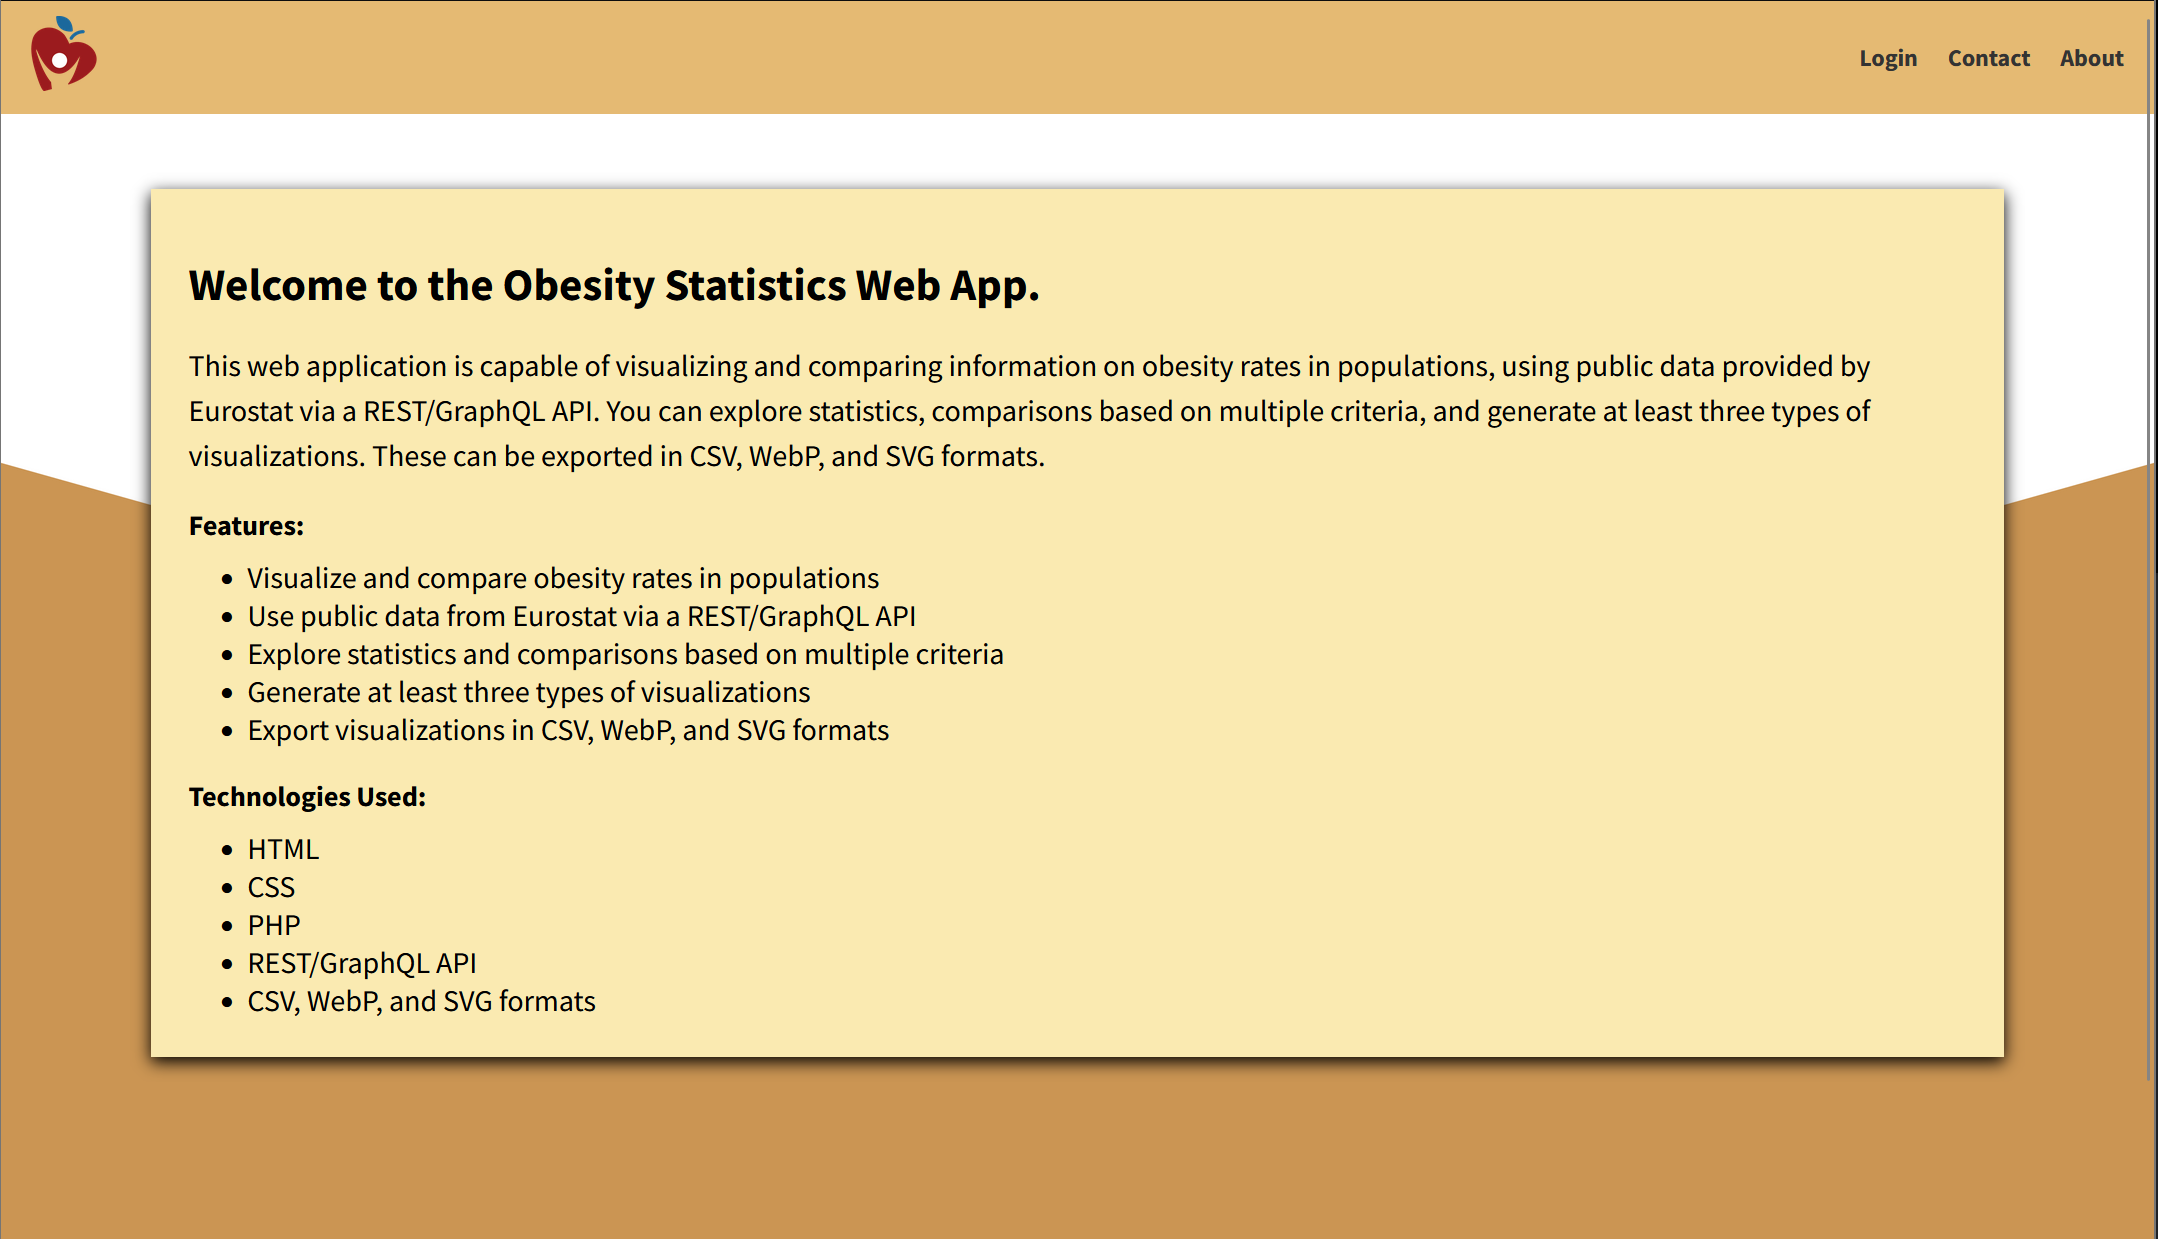 Login Contact About
Welcome to the Obesity Statistics Web App.
This web application is capable of visualizing and comparing information on obesity rates in populations, using public data provided by
Eurostat via a REST/GraphQL API. You can explore statistics, comparisons based on multiple criteria, and generate at least three types of
visualizations. These can be exported in CSV, WebP, and SVG formats.
Features:
• Visualize and compare obesity rates in populations
• Use public data from Eurostat via a REST/GraphQL API
• Explore statistics and comparisons based on multiple criteria
• Generate at least three types of visualizations
• Export visualizations in CSV, WebP, and SVG formats
Technologies Used:
• HTML
• CSS
• PHP
• REST/GraphQL API
• CSV, WebP, and SVG formats